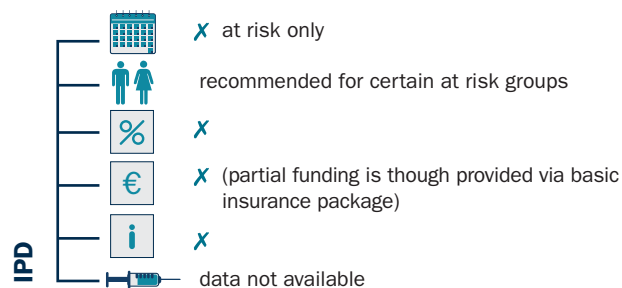 ✗ at risk only
recommended for certain at risk groups
% ✗
€ ✗ (partial funding is though provided via basic
insurance package)
i ✗
data not available
IPD